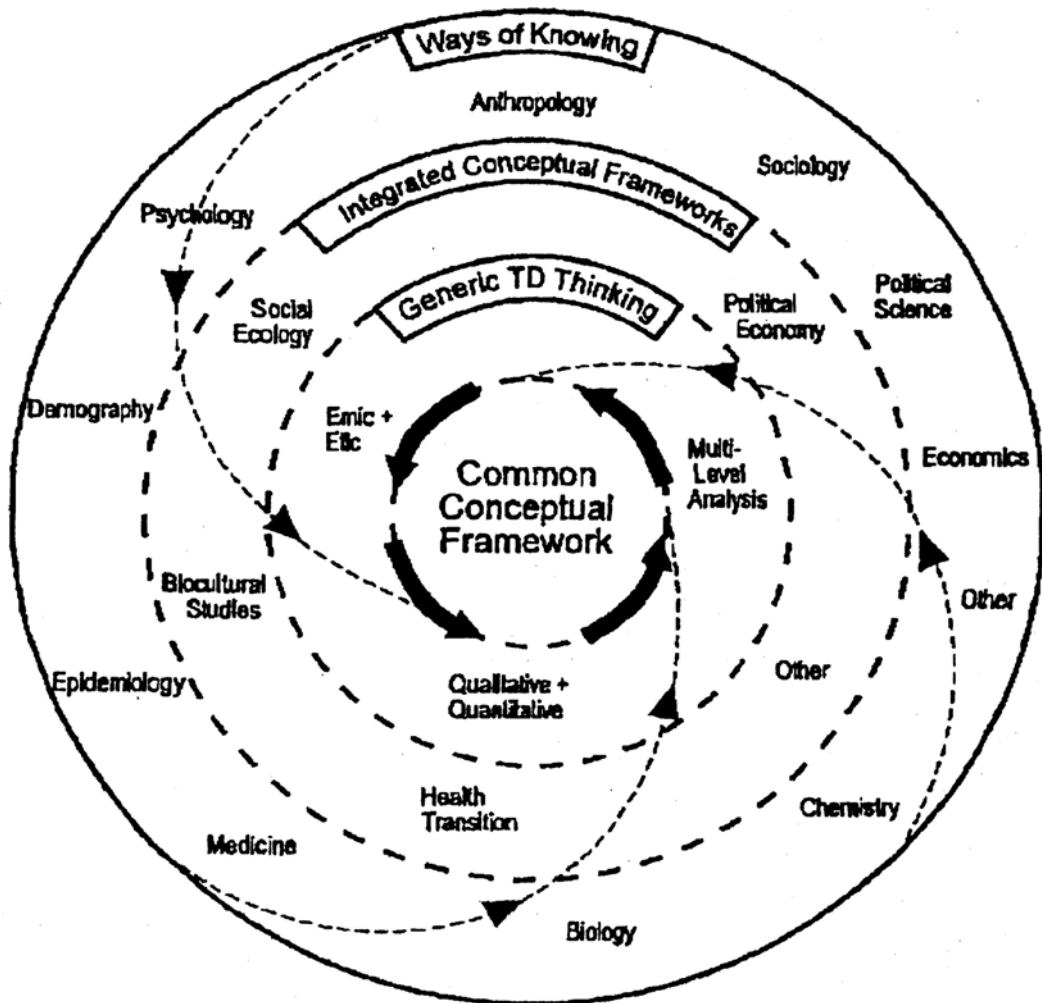 Ways of Knowing
Anthropology
Sociology
Integrated Conceptual Frameworks
Psychology
Generic TD Thinking
Political
Science
Social
Ecology
Political
Economy
Demography
Emic +
Etic
Multi-
Level
Analysis
Economics
Common
Conceptual
Framework
Biocultural
Studies
Other
Epidemiology
Qualitative +
Quantitative
Other
Health
Transition
Chemistry
Medicine
Biology